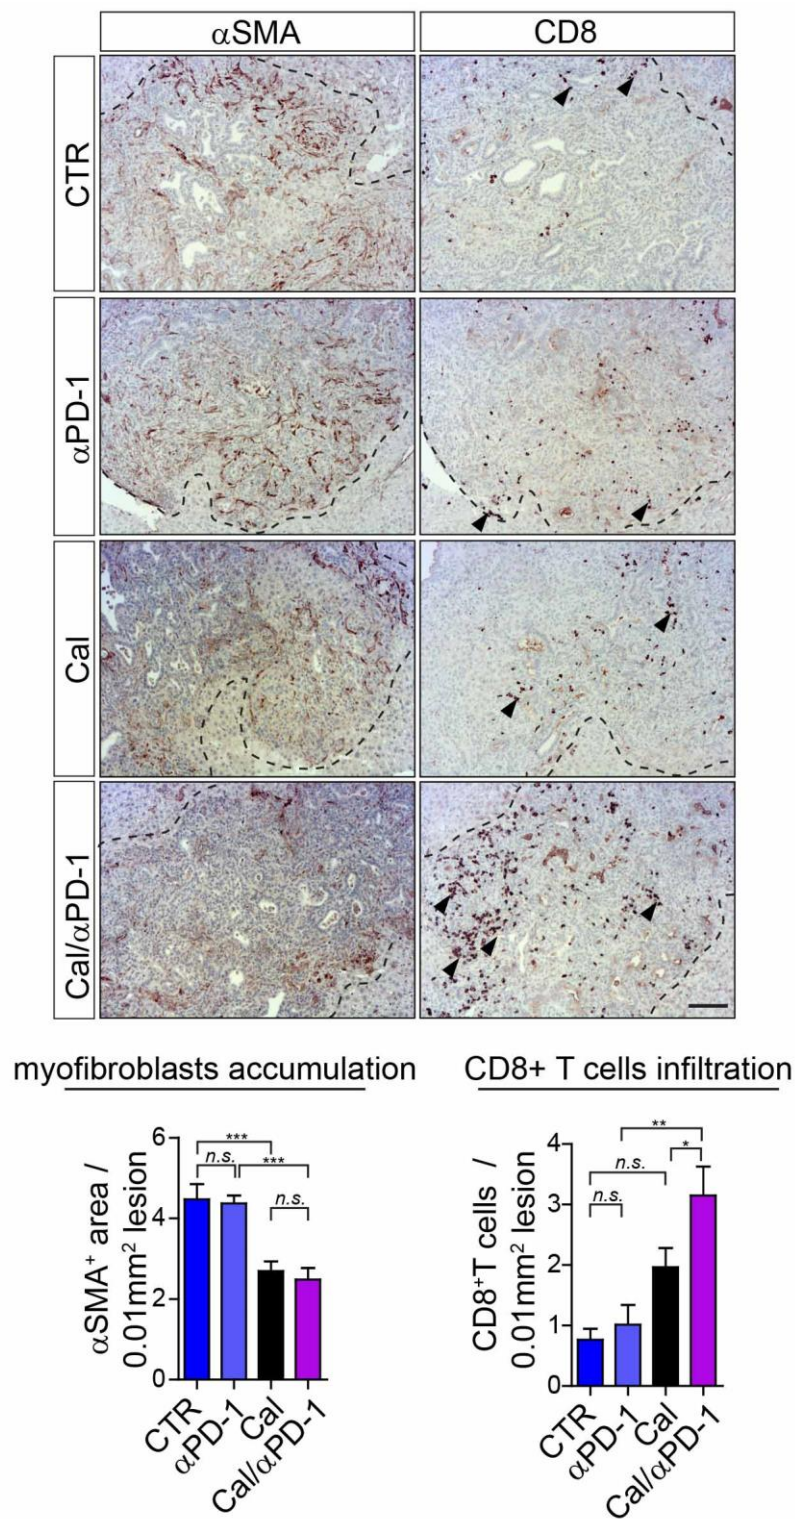 αSMA
CD8
CTR
αPD-1
Cal
Cal/αPD-1
myofibroblasts accumulation
CD8+ T cells infiltration
αSMA⁺ area /
0.01mm² lesion
6
4
2
0
***
n.s.
***
n.s.
CTR
αPD-1
Cal
Cal/αPD-1
CD8⁺T cells /
0.01mm² lesion
4
3
2
1
0
**
*
n.s.
n.s.
CTR
αPD-1
Cal
Cal/αPD-1